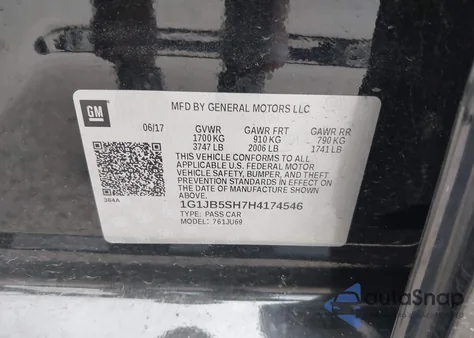 GM
MFD BY GENERAL MOTORS LLC
06/17 GVWR GAWR FRT GAWR RR
1700 KG 910 KG 790 KG
3747 LB 2006 LB 1741 LB
THIS VEHICLE CONFORMS TO ALL
APPLICABLE U.S. FEDERAL MOTOR
VEHICLE SAFETY, BUMPER, AND THEFT
PREVENTION STANDARDS IN EFFECT
ON THE DATE OF MANUFACTURE SHOWN
ABOVE.
384A
1G1JB5SH7H4174546
TYPE: PASS CAR
MODEL: 761JU69
AutaSnap